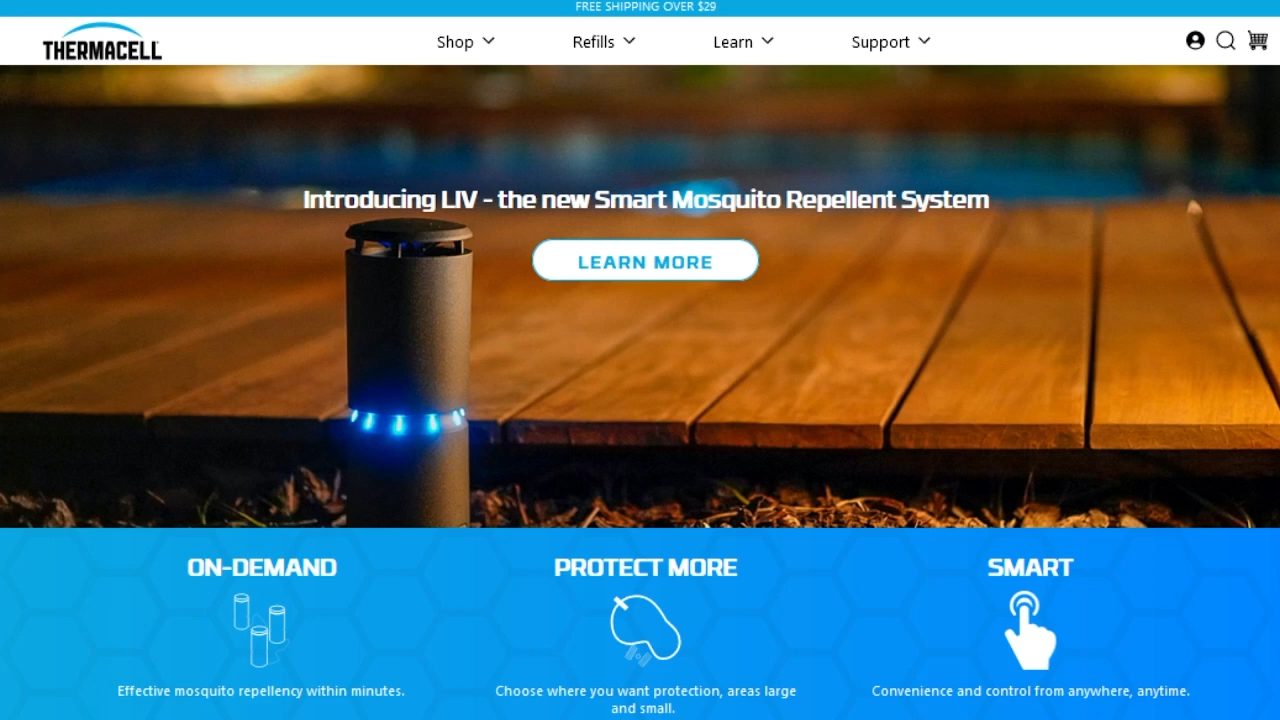 FREE SHIPPING OVER $29
THERMACELL
Shop
Refills
Learn
Support
Introducing LIV - the new Smart Mosquito Repellent System
LEARN MORE
ON-DEMAND
PROTECT MORE
SMART
Effective mosquito repellency within minutes.
Choose where you want protection, areas large
and small.
Convenience and control from anywhere, anytime.